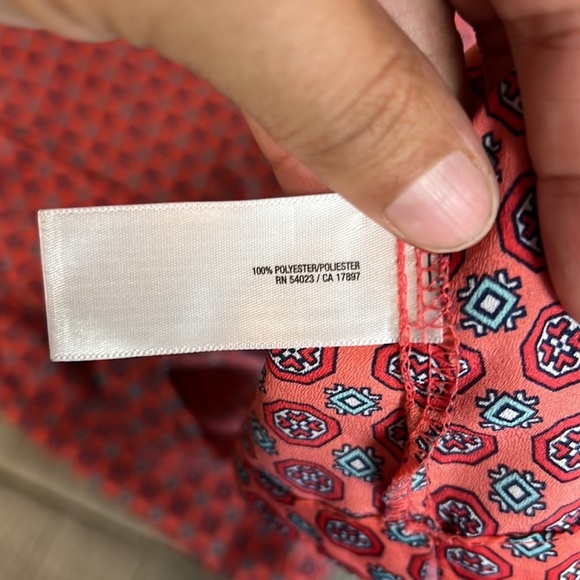 100% POLYESTER/POLIESTER
RN 54023 / CA 17897